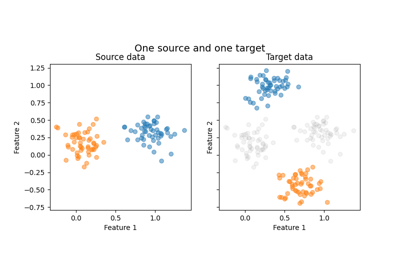 One source and one target
Source data
Target data
1.25
1.00
0.75
0.50
0.25
0.00
−0.25
−0.50
−0.75
Feature 2
Feature 2
0.0
0.5
1.0
0.0
0.5
1.0
Feature 1
Feature 1